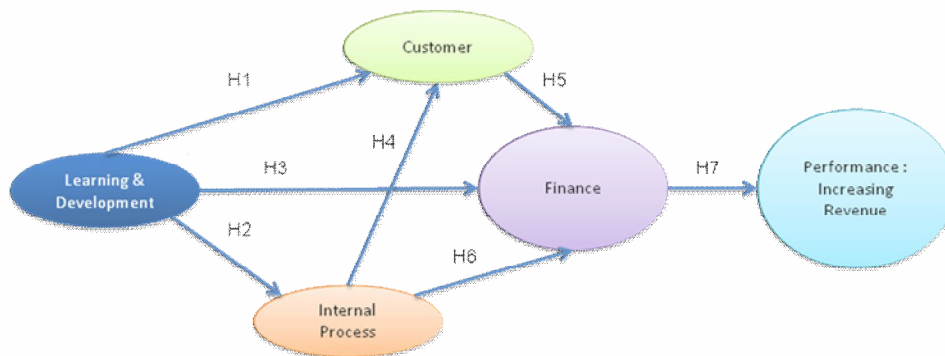 Customer
H1
H5
H4
H3
H7
Learning &
Development
Finance
Performance :
Increasing
Revenue
H2
H6
Internal
Process